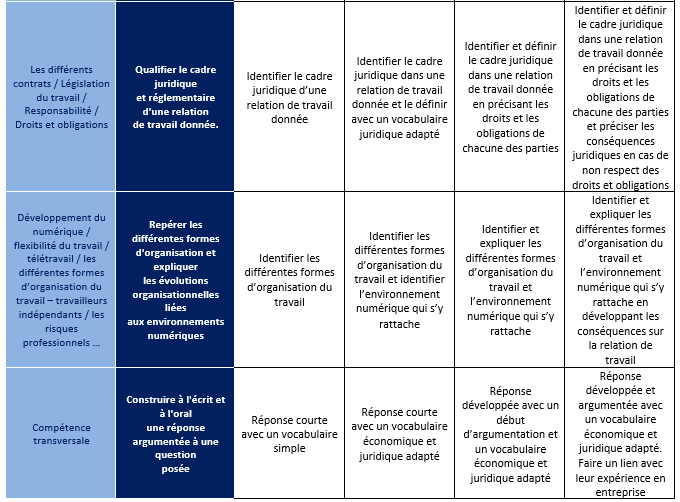 Les différents
contrats / Législation
du travail /
Responsabilité /
Droits et obligations
Qualifier le cadre
juridique
et réglementaire
d'une relation
de travail donnée.
Identifier le cadre
juridique d'une
relation de travail
donnée
Identifier le cadre
juridique dans une
relation de travail
donnée et le définir
avec un vocabulaire
juridique adapté
Identifier et définir
le cadre juridique
dans une relation
de travail donnée
en précisant les
droits et les
obligations de
chacune des parties
Identifier et définir
le cadre juridique
dans une relation
de travail donnée
en précisant les
droits et les
obligations de
chacune des parties
et préciser les
conséquences
juridiques en cas de
non respect des
droits et obligations
Développement du
numérique /
flexibilité du travail /
télétravail / les
différentes formes
d'organisation du
travail – travailleurs
indépendants / les
risques
professionnels ...
Repérer les
différentes formes
d'organisation et
expliquer
les évolutions
organisationnelles
liées
aux environnements
numériques
Identifier les
différentes formes
d'organisation du
travail
Identifier les
différentes formes
d'organisation du
travail et identifier
l'environnement
numérique qui s'y
rattache
Identifier et
expliquer les
différentes formes
d'organisation du
travail et
l'environnement
numérique qui s'y
rattache
Identifier et
expliquer les
différentes formes
d'organisation du
travail et
l'environnement
numérique qui s'y
rattache en
développant les
conséquences sur
la relation de
travail
Compétence
transversale
Construire à l'écrit et
à l'oral
une réponse
argumentée à une
question
posée
Réponse courte
avec un vocabulaire
simple
Réponse courte
avec un vocabulaire
économique et
juridique adapté
Réponse
développée avec un
début
d'argumentation et
un vocabulaire
économique et
juridique adapté
Réponse
développée et
argumentée avec
un vocabulaire
économique et
juridique adapté.
Faire un lien avec
leur expérience en
entreprise